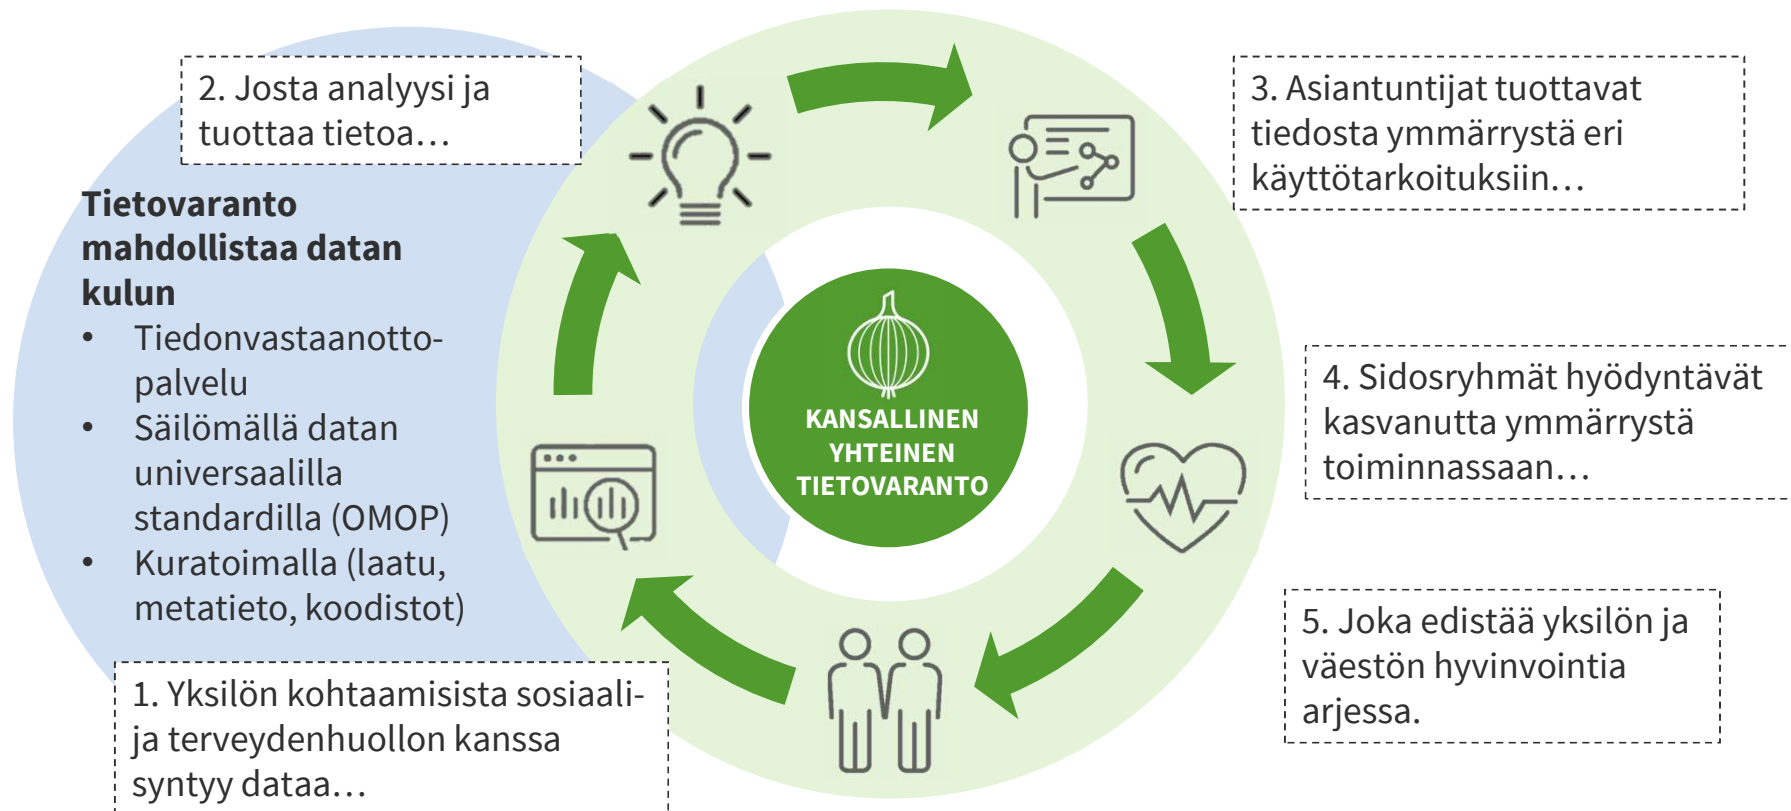 2. Josta analyysi ja
tuottaa tietoa…
Tietovaranto
mahdollistaa datan
kulun
• Tiedonvastaanotto-
palvelu
• Säilömällä datan
universaalilla
standardilla (OMOP)
• Kuratoimalla (laatu,
metatieto, koodistot)
1. Yksilön kohtaamisista sosiaali-
ja terveydenhuollon kanssa
syntyy dataa…
KANSALLINEN
YHTEINEN
TIETOVARANTO
3. Asiantuntijat tuottavat
tiedosta ymmärrystä eri
käyttötarkoituksiin…
4. Sidosryhmät hyödyntävät
kasvanutta ymmärrystä
toiminnassaan…
5. Joka edistää yksilön ja
väestön hyvinvointia
arjessa.